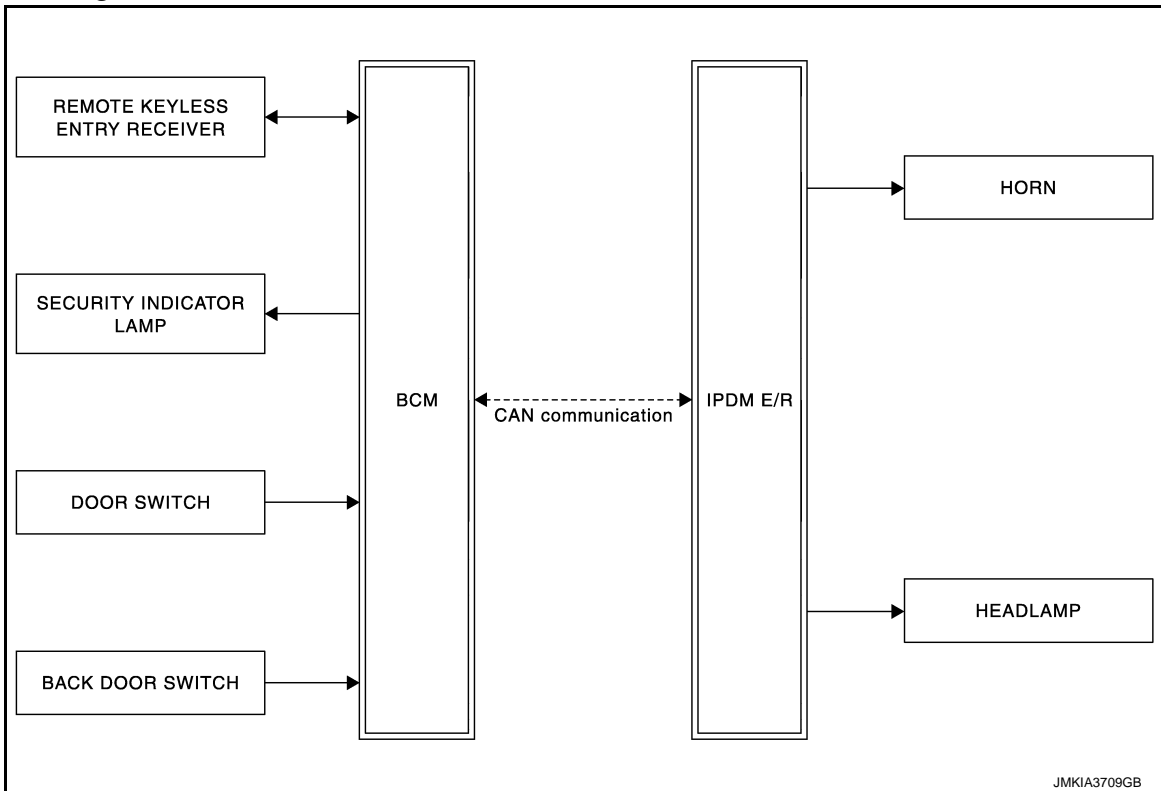 REMOTE KEYLESS
ENTRY RECEIVER
SECURITY INDICATOR
LAMP
DOOR SWITCH
BACK DOOR SWITCH
BCM
CAN communication
IPDM E/R
HORN
HEADLAMP
JMKIA3709GB